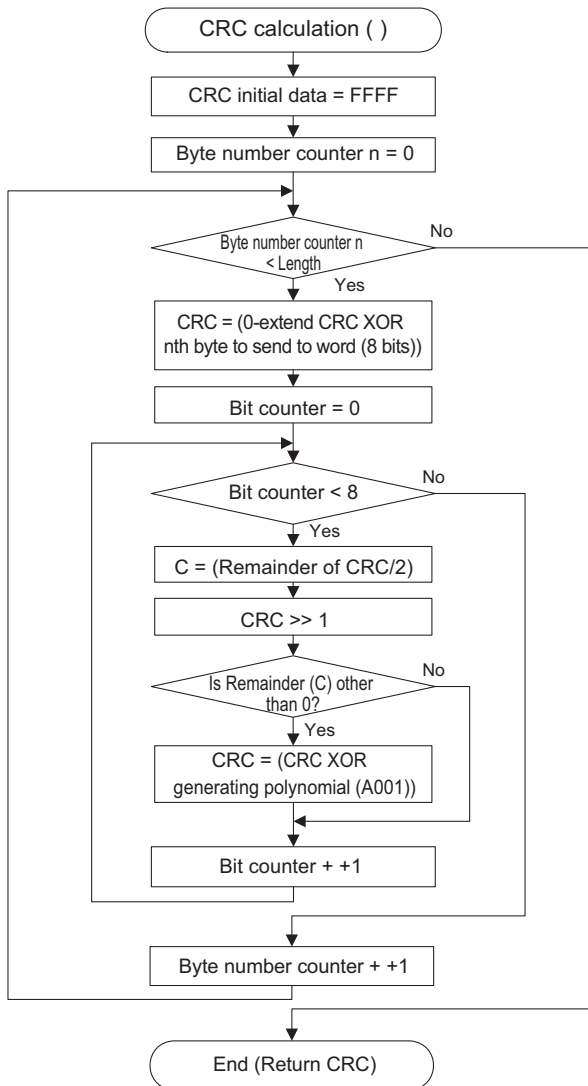 CRC calculation ( )
CRC initial data = FFFF
Byte number counter n = 0
Byte number counter n
< Length
No
Yes
CRC = (0-extend CRC XOR
nth byte to send to word (8 bits))
Bit counter = 0
Bit counter < 8
No
Yes
C = (Remainder of CRC/2)
CRC >> 1
Is Remainder (C) other
than 0?
No
Yes
CRC = (CRC XOR
generating polynomial (A001))
Bit counter + +1
Byte number counter + +1
End (Return CRC)